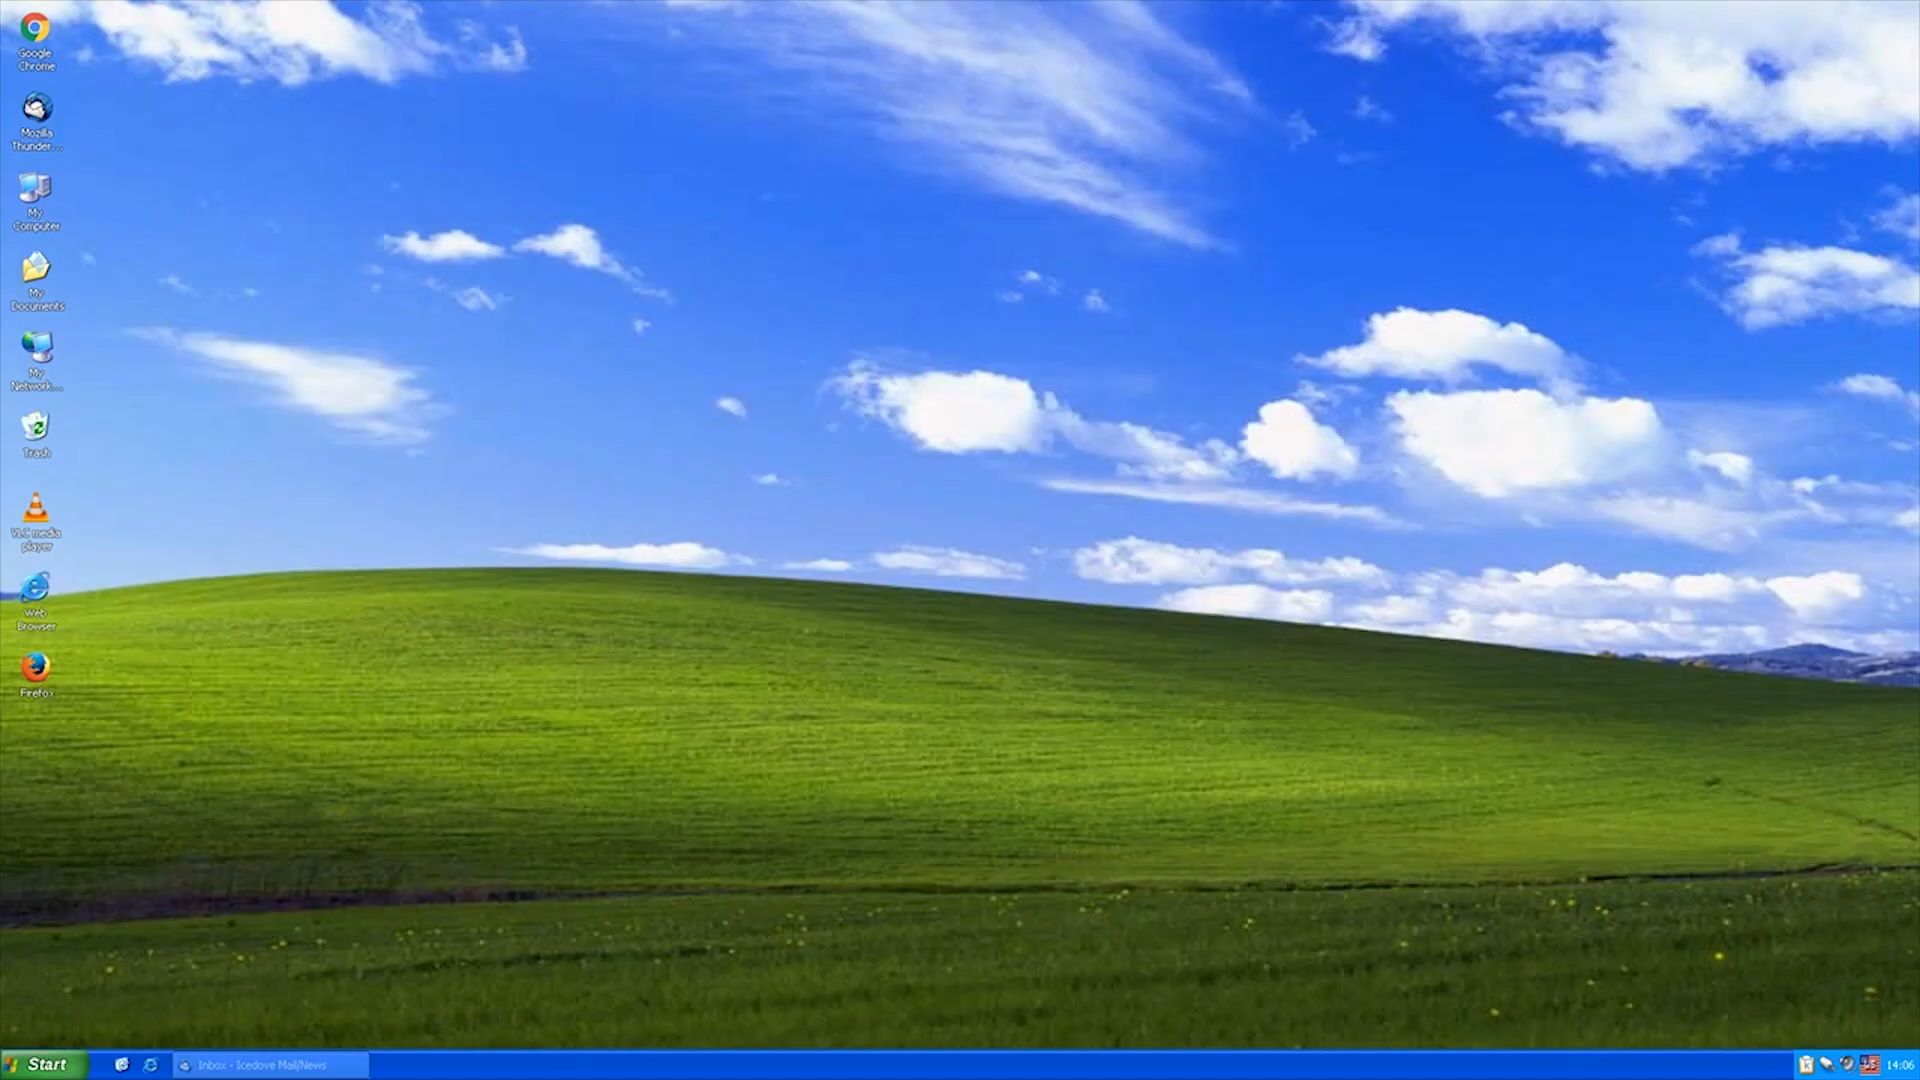 Google
Chrome
Mozilla
Thunder...
My
Computer
My
Documents
My
Network...
Trash
VLC media
player
Web
Browser
Firefox
Start
Inbox - Icedove Mail/News
US
14:06